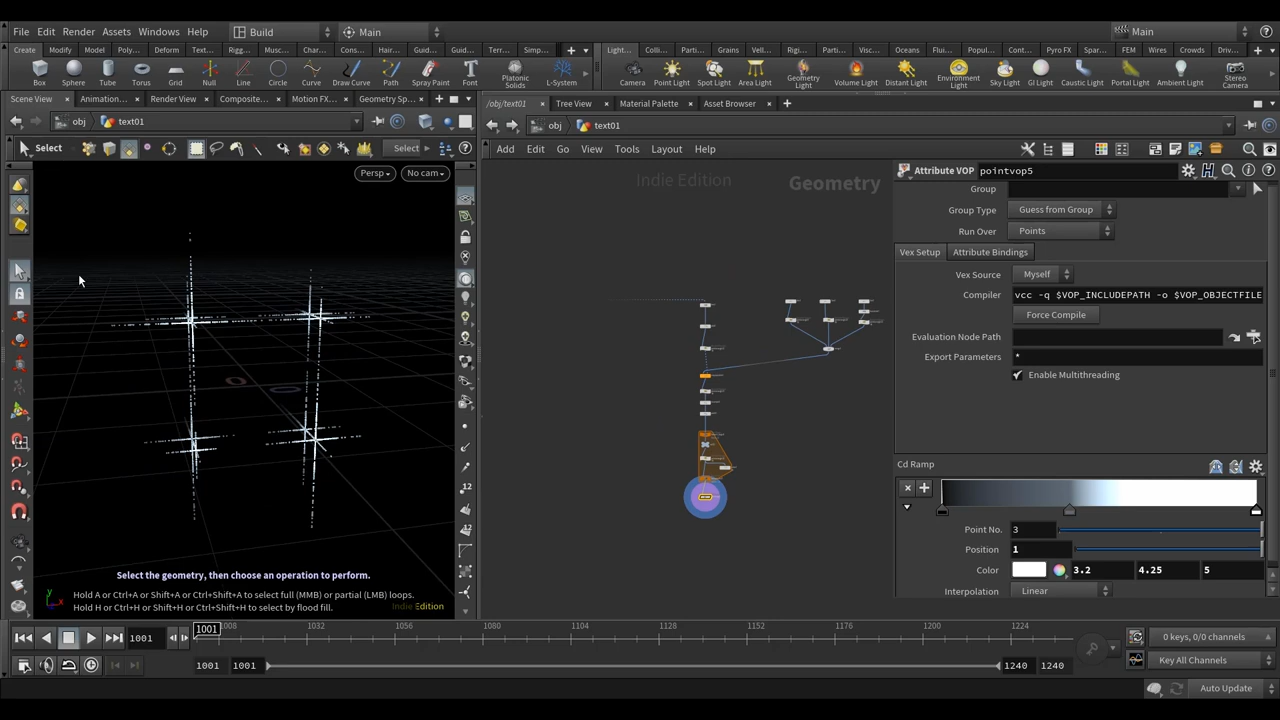 File Edit Render Assets Windows Help Build Main Main
Create Modify Model Poly... Deform Text... Rigg... Musc... Char... Cons... Hair... Guid... Guid... Terr... Simp... Light... Colli... Parti... Grains Vell... Rigi... Parti... Visc... Oceans Flui... Popul... Cont... Pyro FX Spar... FEM Wires Crowds Driv...
Box Sphere Tube Torus Grid Null Line Circle Curve Draw Curve Path Spray Paint Font Platonic Solids L-System Camera Point Light Spot Light Area Light Geometry Light Volume Light Distant Light Environment Light Sky Light GI Light Caustic Light Portal Light Ambient Light Stereo Camera
Scene View Animation... Render View Composite... Motion FX... Geometry Sp... /obj/text01 Tree View Material Palette Asset Browser
obj text01 obj text01
Select Select Add Edit Go View Tools Layout Help
Persp No cam Indie Edition Geometry
Attribute VOP pointvop5
Group
Group Type Guess from Group
Run Over Points
Vex Setup Attribute Bindings
Vex Source Myself
Compiler vcc -q $VOP_INCLUDEPATH -o $VOP_OBJECTFILE
Force Compile
Evaluation Node Path
Export Parameters *
Enable Multithreading
Cd Ramp
Point No. 3
Position 1
Color 3.2 4.25 5
Interpolation Linear
Select the geometry, then choose an operation to perform.
Hold A or Ctrl+A or Shift+A or Ctrl+Shift+A to select full (MMB) or partial (LMB) loops.
Hold H or Ctrl+H or Shift+H or Ctrl+Shift+H to select by flood fill.
Indie Edition
1001 1001 1008 1032 1056 1080 1104 1128 1152 1176 1200 1224 0 keys, 0/0 channels
1001 1001 1240 1240 Key All Channels
Auto Update